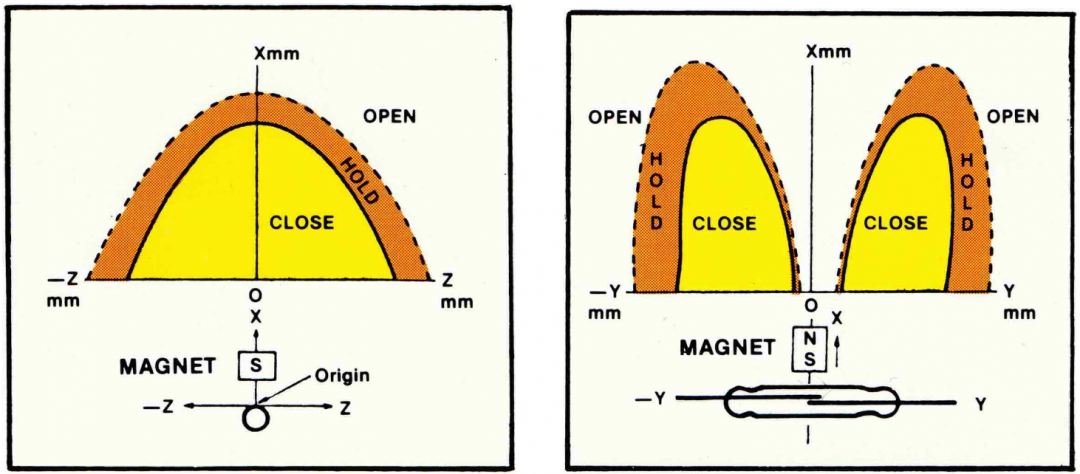 Xmm
OPEN
HOLD
CLOSE
—Z
mm
Z
mm
O
X
MAGNET
S
Origin
—Z
Z
Xmm
OPEN
OPEN
HOLD
HOLD
CLOSE
CLOSE
—Y
mm
O
Y
mm
X
MAGNET
N
S
—Y
Y